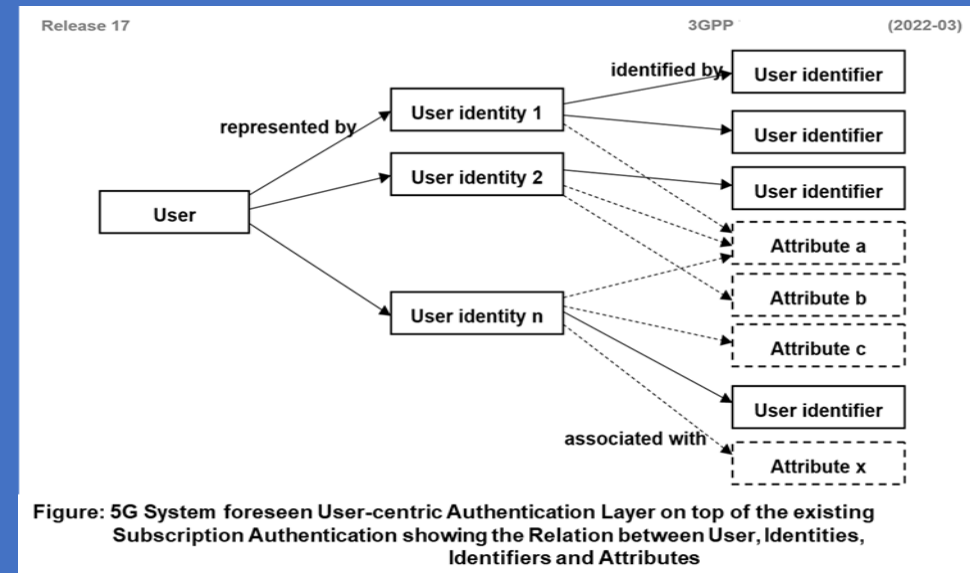 Release 17 3GPP (2022-03)
identified by
User identifier
User identity 1
represented by
User identifier
User identity 2
User identifier
User
Attribute a
Attribute b
User identity n
Attribute c
User identifier
associated with
Attribute x
Figure: 5G System foreseen User-centric Authentication Layer on top of the existing
Subscription Authentication showing the Relation between User, Identities,
Identifiers and Attributes